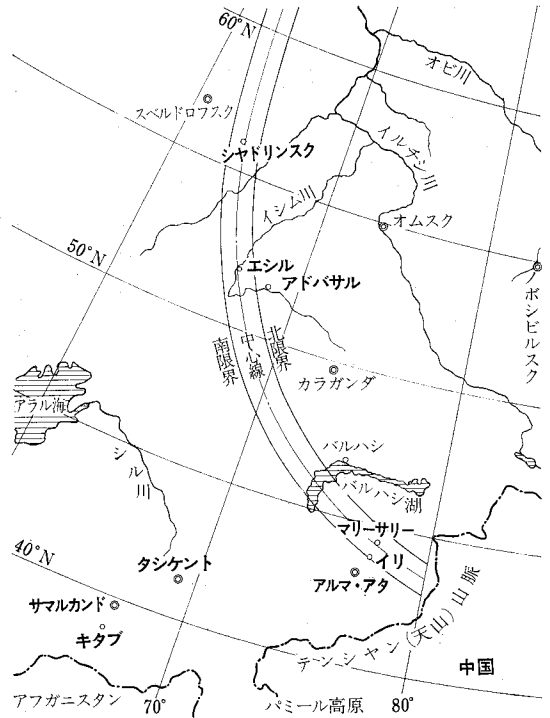 60°N
オビ川
スベルドロフスク
シャドリンスク
イルチシ川
イシム川
オムスク
50°N
エシル
アドバサル
ノボシビルスク
南限界
中心線
北限界
カラガンダ
アラル海
シル川
バルハシ
バルハシ湖
マリーサリー
イリ
40°N
タシケント
アルマ・アタ
サマルカンド
キタブ
テンシャン(天山)山脈
中国
アフガニスタン
70°
パミール高原
80°